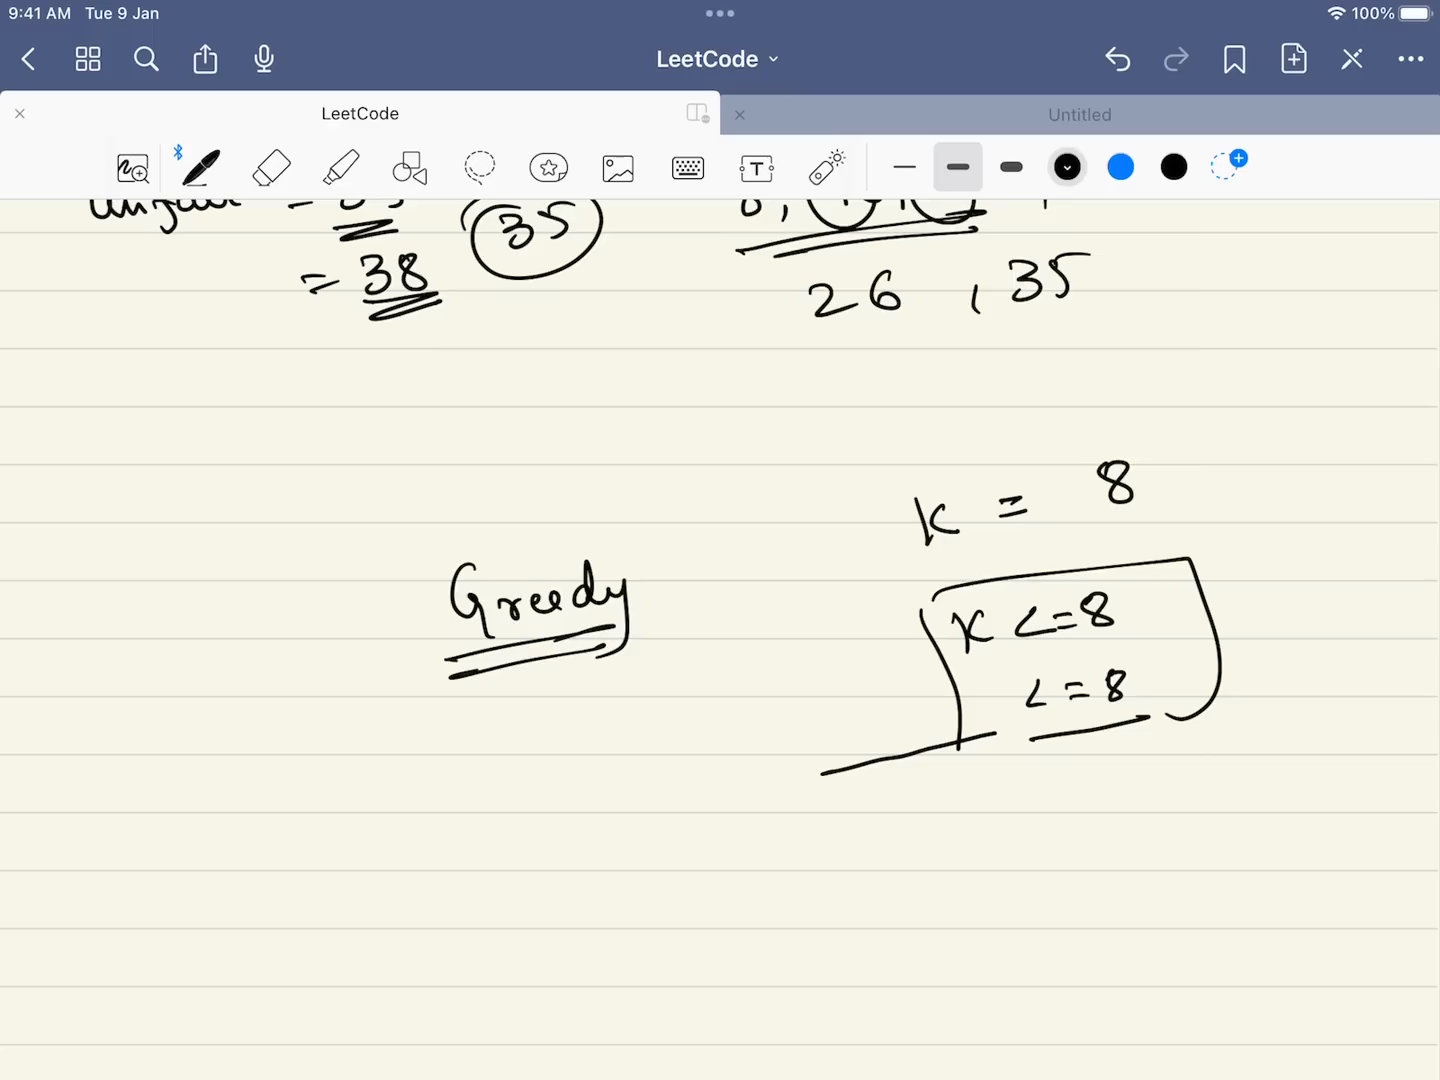 9:41 AM Tue 9 Jan
100%
LeetCode
LeetCode
Untitled
T
= 38
35
26 , 35
K = 8
Greedy
K <=8
<=8